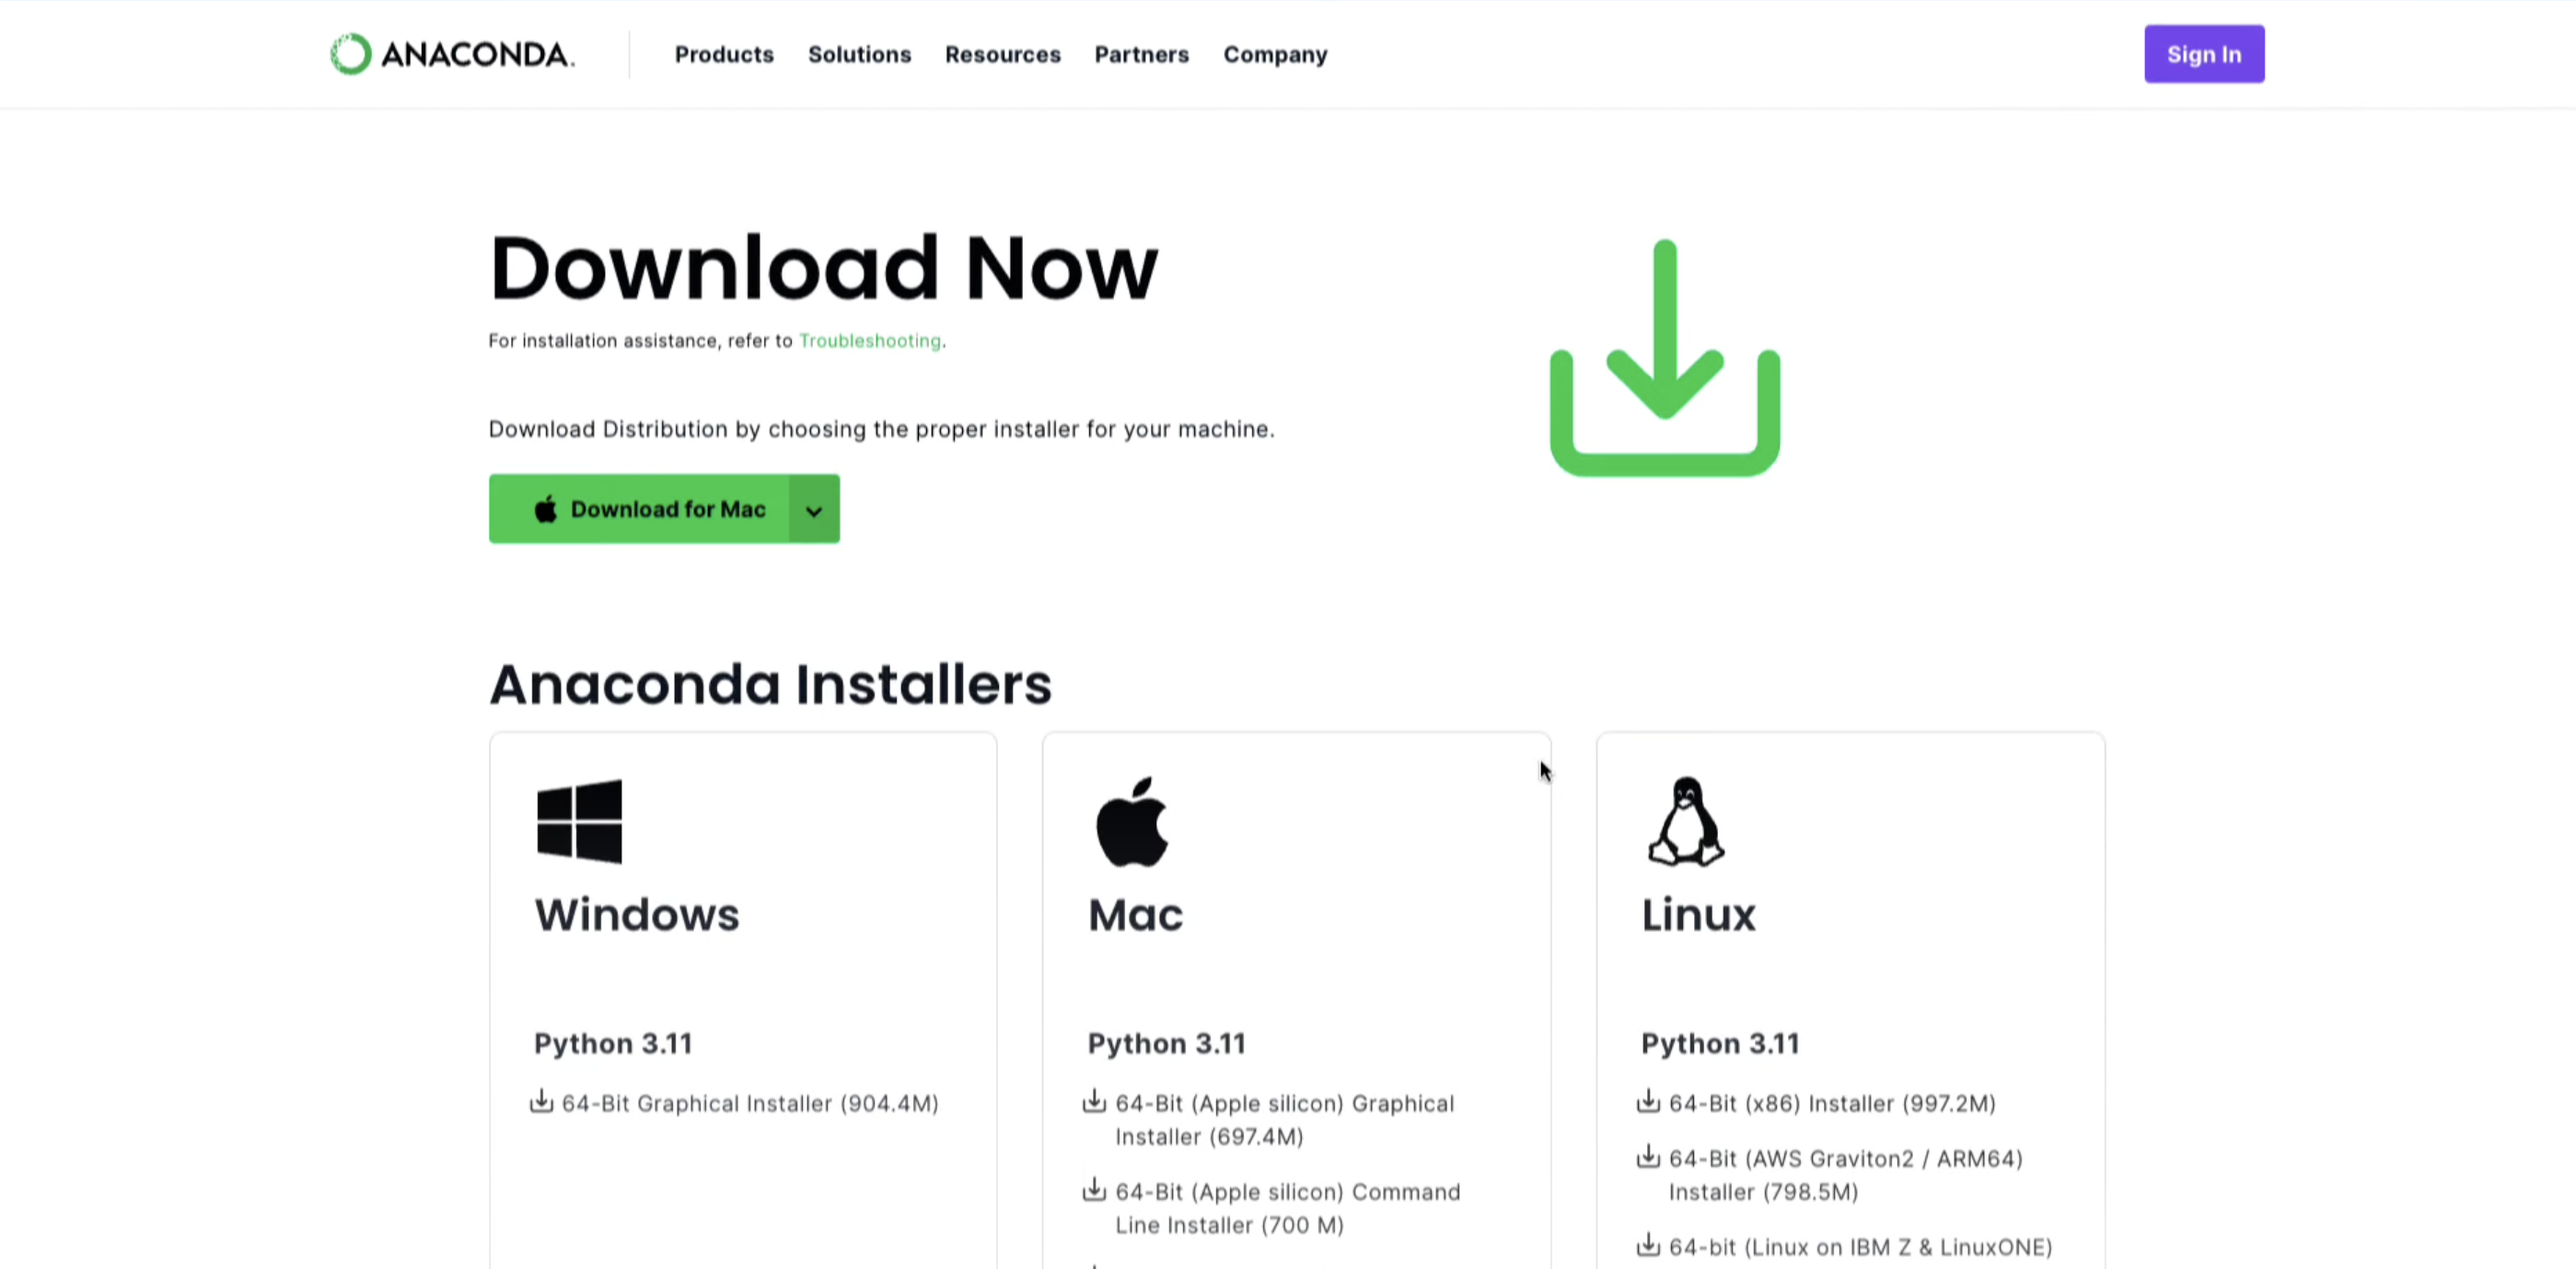 ANACONDA.
Products Solutions Resources Partners Company
Sign In
Download Now
For installation assistance, refer to Troubleshooting.
Download Distribution by choosing the proper installer for your machine.
Download for Mac
Anaconda Installers
Windows
Python 3.11
64-Bit Graphical Installer (904.4M)
Mac
Python 3.11
64-Bit (Apple silicon) Graphical
Installer (697.4M)
64-Bit (Apple silicon) Command
Line Installer (700 M)
Linux
Python 3.11
64-Bit (x86) Installer (997.2M)
64-Bit (AWS Graviton2 / ARM64)
Installer (798.5M)
64-bit (Linux on IBM Z & LinuxONE)